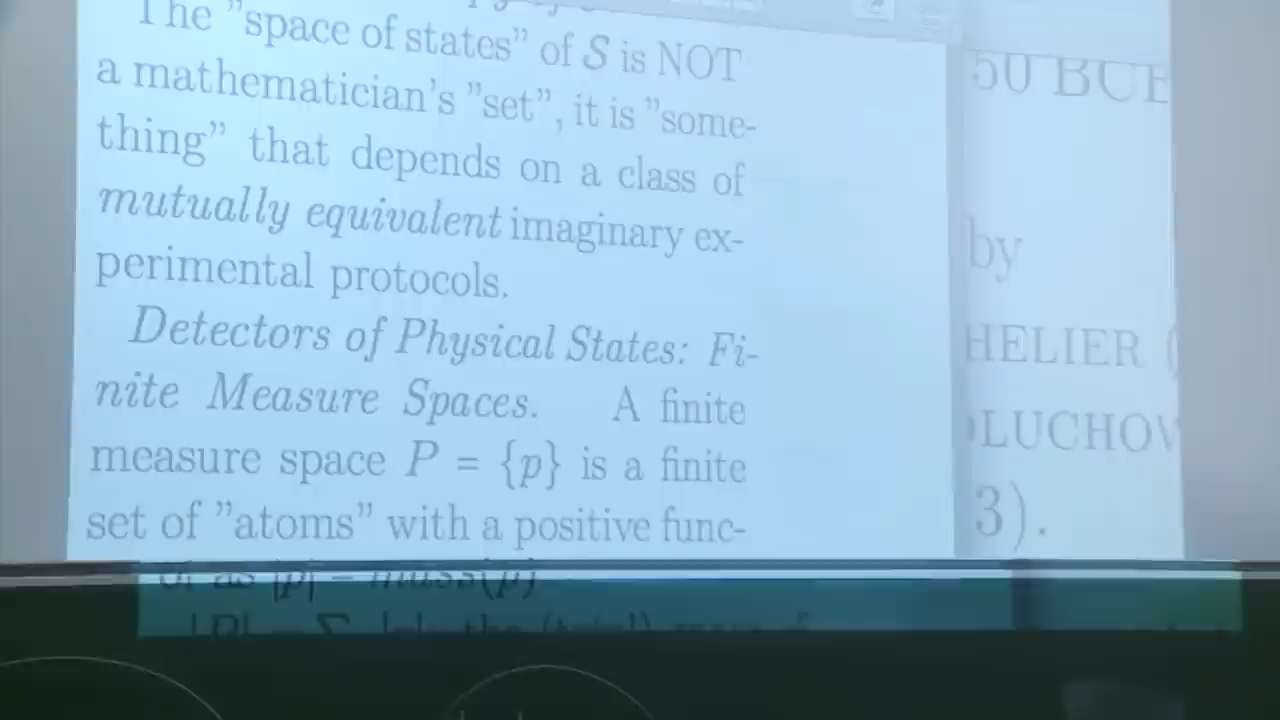 The "space of states" of S is NOT
a mathematician's "set", it is "some-
thing" that depends on a class of
mutually equivalent imaginary ex-
perimental protocols.
Detectors of Physical States: Fi-
nite Measure Spaces. A finite
measure space P = {p} is a finite
set of "atoms" with a positive func-
50 BCE
by
HELIER (
LUCHOV
3).